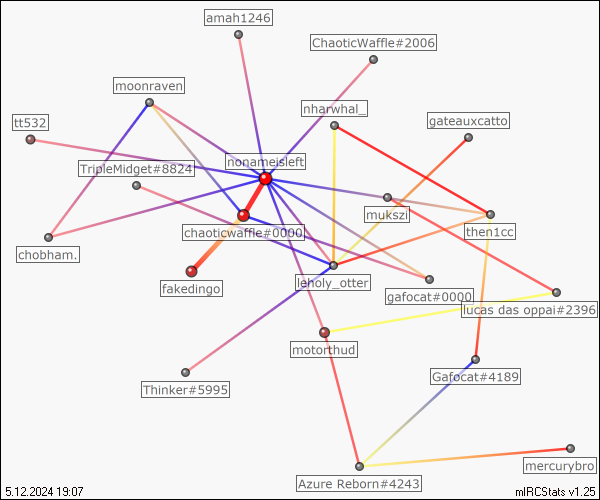 amah1246
ChaoticWaffle#2006
moonraven
nharwhal_
tt532
gateauxcatto
nonameisleft
TripleMidget#8824
mukszi
chaoticwaffle#0000
then1cc
chobham.
leholy_otter
fakedingo
gafocat#0000
lucas das oppai#2396
motorthud
Gafocat#4189
Thinker#5995
mercurybro
Azure Reborn#4243
5.12.2024 19:07
mIRCStats v1.25